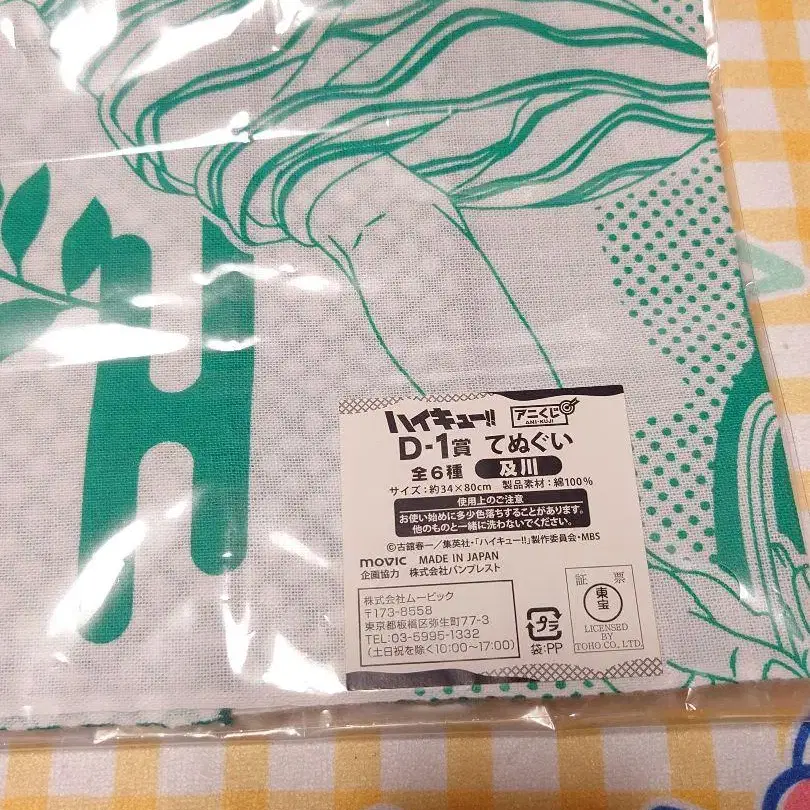 ハイキュー!! アニくじ
ANI-KUJI
D-1賞 てぬぐい
全6種 及川
サイズ:約34×80cm 製品素材:綿100%
使用上のご注意
お使い始めに多少色落ちすることがあります。
他のものと一緒に洗わないでください。
©古舘春一/集英社・「ハイキュー!!」製作委員会・MBS
movic MADE IN JAPAN
企画協力 株式会社バンプレスト
株式会社ムービック
〒173-8558
東京都板橋区弥生町77-3
TEL:03-5995-1332
(土日祝を除く10:00~17:00)
プラ
袋:PP
証 票
東宝
LICENSED
BY
TOHO CO., LTD.